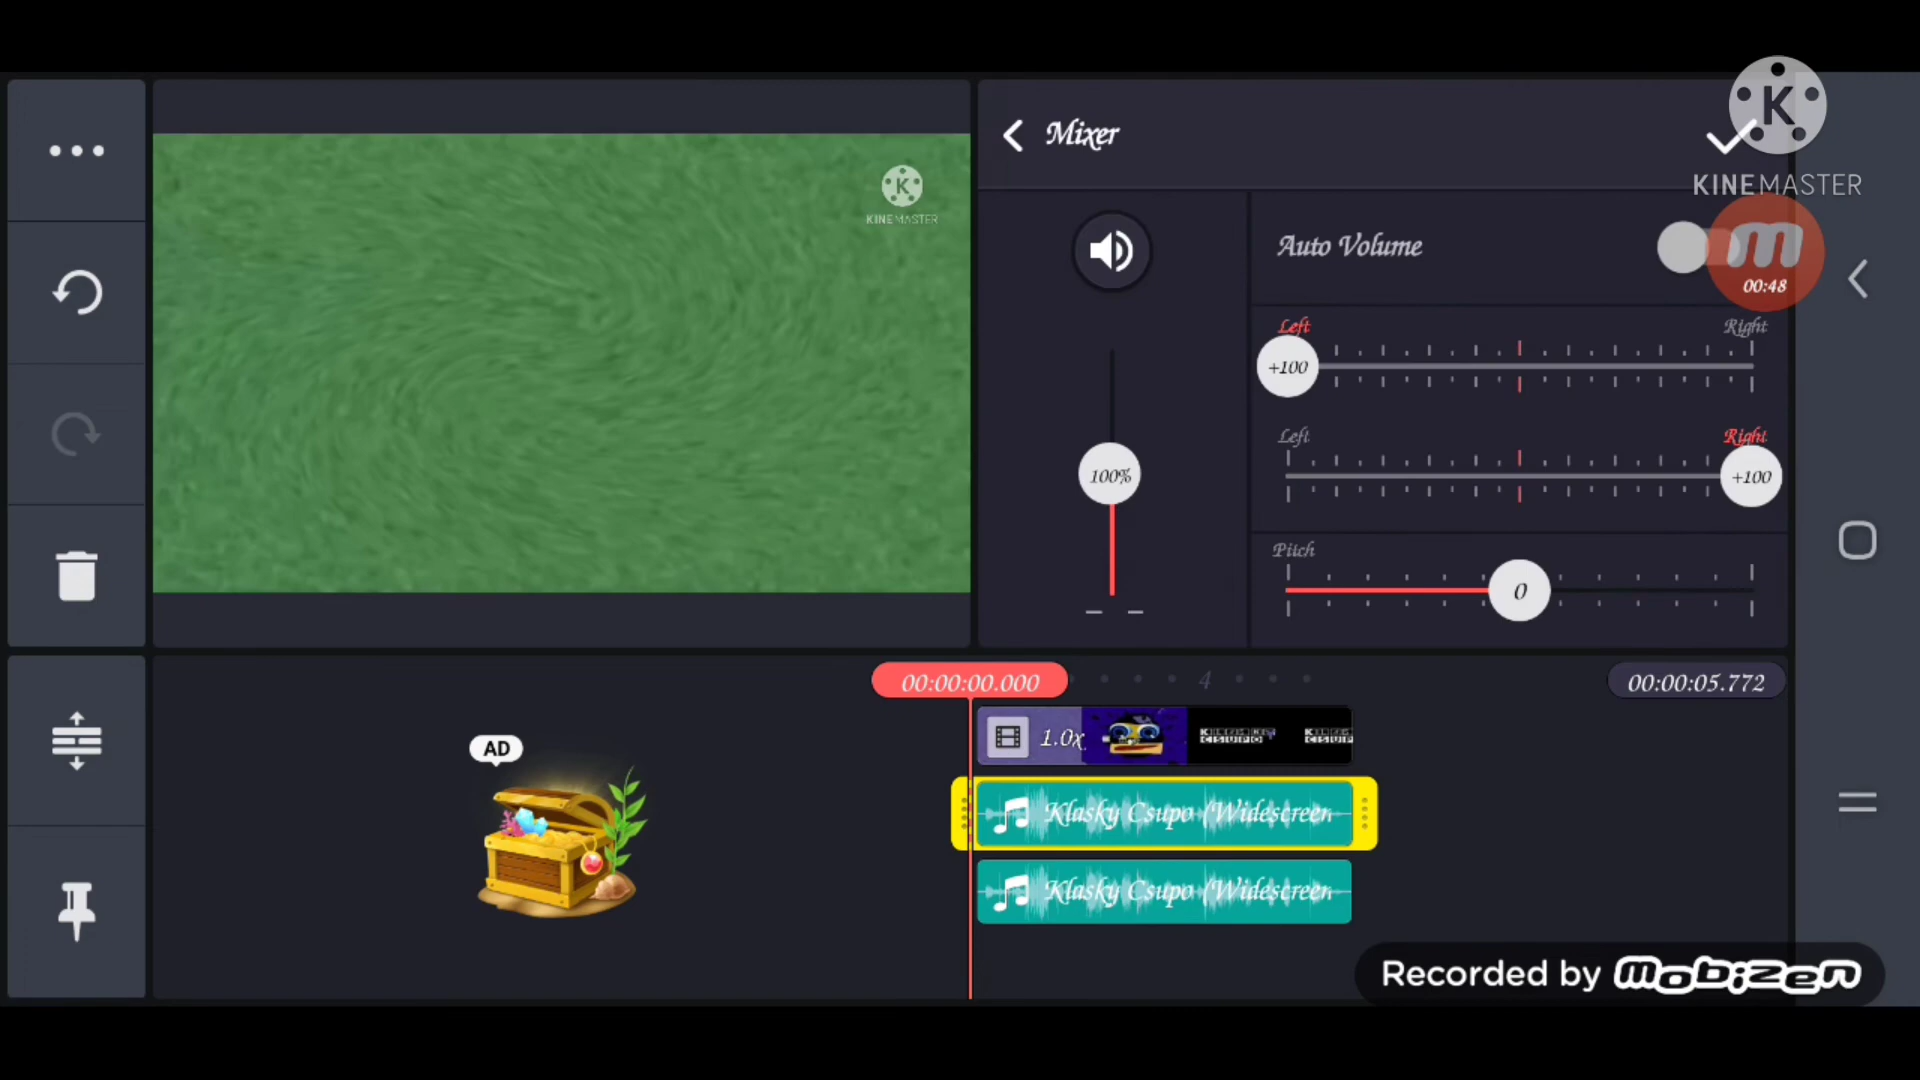 Mixer
KINEMASTER
KINEMASTER
Auto Volume
00:48
Left
Right
+100
Left
Right
+100
100%
Pitch
0
00:00:00.000
4
00:00:05.772
1.0x
AD
Klasky Csupo (Widescreen
Klasky Csupo (Widescreen
Recorded by mobizen